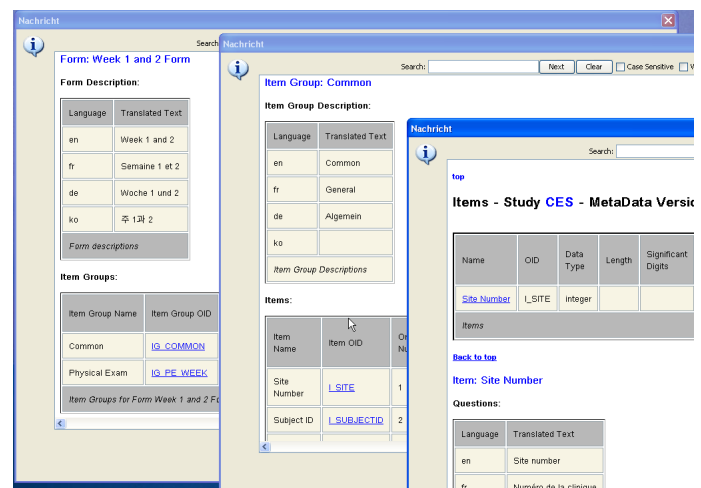 Nachricht
Search
Form: Week 1 and 2 Form
Form Description:
Language Translated Text
en Week 1 and 2
fr Semaine 1 et 2
de Woche 1 und 2
ko 주 1과 2
Form descriptions
Item Groups:
Item Group Name Item Group OID
Common IG_COMMON
Physical Exam IG_PE_WEEK
Item Groups for Form Week 1 and 2
Nachricht
Search: Next Clear Case Sensitive
Item Group: Common
Item Group Description:
Language Translated Text
en Common
fr General
de Algemein
ko
Item Group Descriptions
Items:
Item
Name Item OID
Site
Number I_SITE 1
Subject ID I_SUBJECTID 2
Nachricht
Search:
top
Items - Study CES - MetaData Versio
Name OID Data
Type Length Significant
Digits
Site Number I_SITE integer
Items
Back to top
Item: Site Number
Questions:
Language Translated Text
en Site number
fr Numéro de la clinique